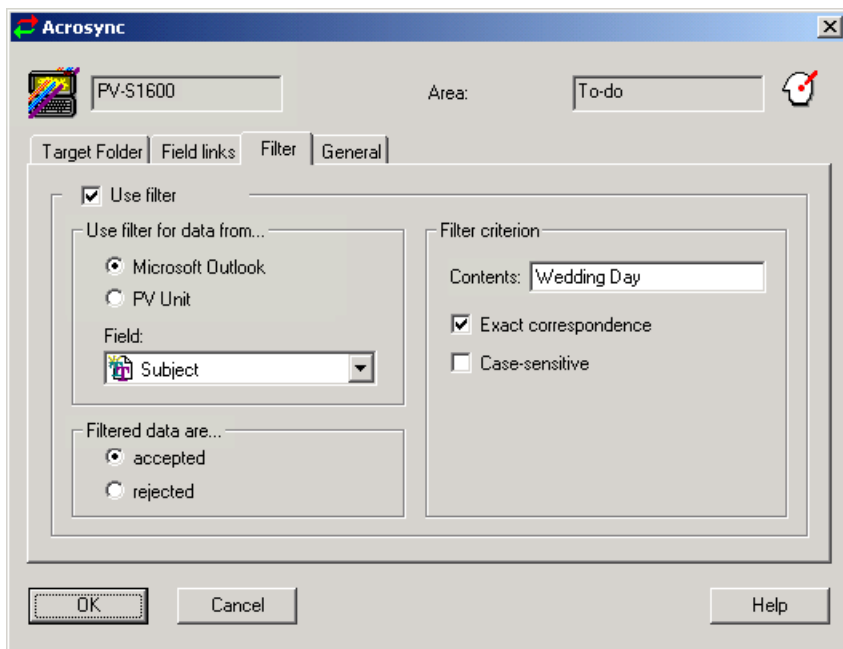 Acrosync
PV-S1600
Area:
To-do
Target Folder
Field links
Filter
General
Use filter
Use filter for data from...
Microsoft Outlook
PV Unit
Field:
Subject
Filtered data are...
accepted
rejected
Filter criterion
Contents: Wedding Day
Exact correspondence
Case-sensitive
OK
Cancel
Help